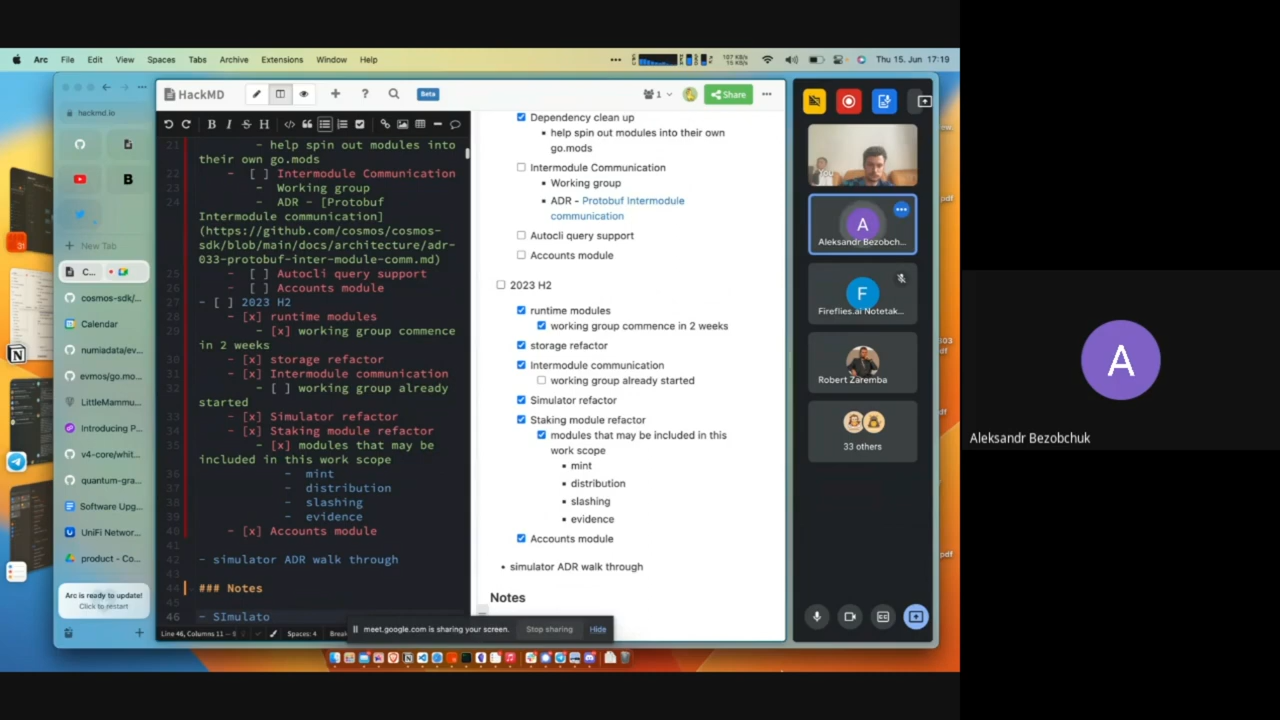 Arc File Edit View Spaces Tabs Archive Extensions Window Help
107 KB/s
15 KB/s
Thu 15. Jun 17:19
hackmd.io
B
New Tab
C...
cosmos-sdk/...
Calendar
numiadata/ev...
evmos/go.mo...
LittleMammu...
Introducing P...
v4-core/whit...
quantum-gra...
Software Upg...
UniFi Networ...
product - Co...
Arc is ready to update!
Click to restart
HackMD
Beta
1
Share
B I S H
21 - help spin out modules into
their own go.mods
22 - [ ] Intermodule Communication
23 - Working group
24 - ADR - [Protobuf
Intermodule communication]
(https://github.com/cosmos/cosmos-
sdk/blob/main/docs/architecture/adr-
033-protobuf-inter-module-comm.md)
25 - [ ] Autocli query support
26 - [ ] Accounts module
27 - [ ] 2023 H2
28 - [x] runtime modules
29 - [x] working group commence
in 2 weeks
30 - [x] storage refactor
31 - [x] Intermodule communication
32 - [ ] working group already
started
33 - [x] Simulator refactor
34 - [x] Staking module refactor
35 - [x] modules that may be
included in this work scope
36 - mint
37 - distribution
38 - slashing
39 - evidence
40 - [x] Accounts module
41
42 - simulator ADR walk through
43
44 ### Notes
45
46 - SImulato
Line 46, Columns 11
Spaces: 4
Dependency clean up
help spin out modules into their own
go.mods
Intermodule Communication
Working group
ADR - Protobuf Intermodule
communication
Autocli query support
Accounts module
2023 H2
runtime modules
working group commence in 2 weeks
storage refactor
Intermodule communication
working group already started
Simulator refactor
Staking module refactor
modules that may be included in this
work scope
mint
distribution
slashing
evidence
Accounts module
simulator ADR walk through
Notes
meet.google.com is sharing your screen.
Stop sharing
Hide
You
A
Aleksandr Bezobch...
F
Fireflies.ai Notetak...
Robert Zaremba
33 others
A
Aleksandr Bezobchuk